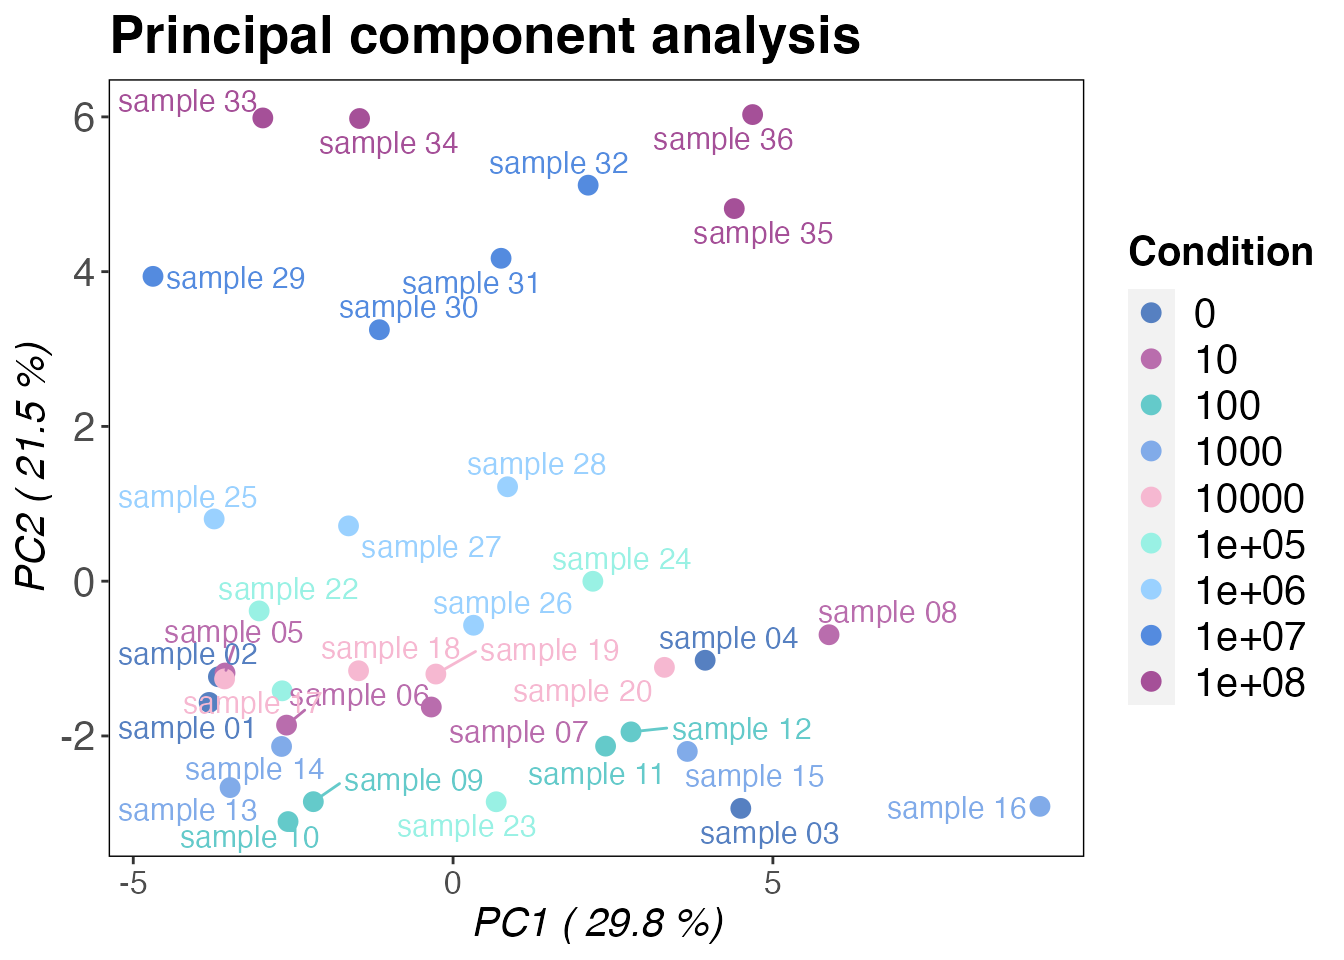 Principal component analysis
sample 33
sample 34
sample 36
sample 32
sample 35
sample 29
sample 31
sample 30
sample 28
sample 25
sample 27
sample 24
sample 22
sample 26
sample 08
sample 05
sample 04
sample 02
sample 18
sample 19
sample 20
sample 06
sample 17
sample 01
sample 07
sample 12
sample 14
sample 09
sample 11
sample 15
sample 13
sample 16
sample 23
sample 10
sample 03
6
4
2
0
-2
-5
0
5
PC1 ( 29.8 %)
PC2 ( 21.5 %)
Condition
0
10
100
1000
10000
1e+05
1e+06
1e+07
1e+08